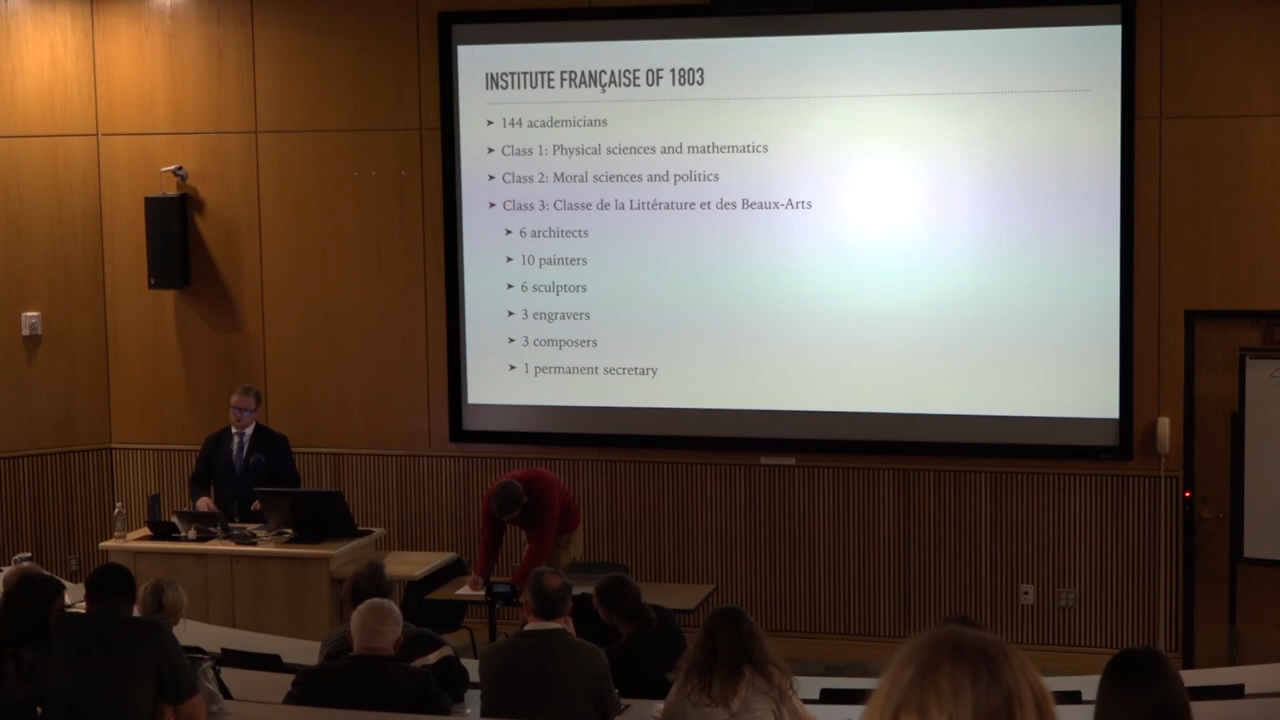 INSTITUTE FRANÇAISE OF 1803
➤ 144 academicians
➤ Class 1: Physical sciences and mathematics
➤ Class 2: Moral sciences and politics
➤ Class 3: Classe de la Littérature et des Beaux-Arts
➤ 6 architects
➤ 10 painters
➤ 6 sculptors
➤ 3 engravers
➤ 3 composers
➤ 1 permanent secretary